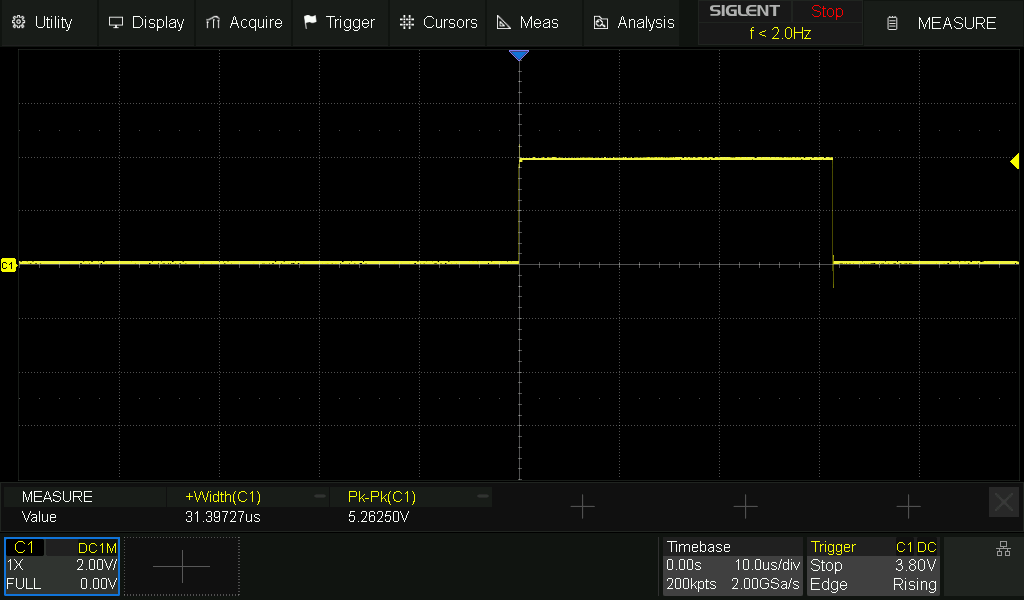 Utility Display Acquire Trigger Cursors Meas Analysis SIGLENT Stop MEASURE
f < 2.0Hz
C1
MEASURE +Width(C1) Pk-Pk(C1)
Value 31.39727us 5.26250V
C1 DC1M
1X 2.00V/
FULL 0.00V
Timebase
0.00s 10.0us/div
200kpts 2.00GSa/s
Trigger C1 DC
Stop 3.80V
Edge Rising